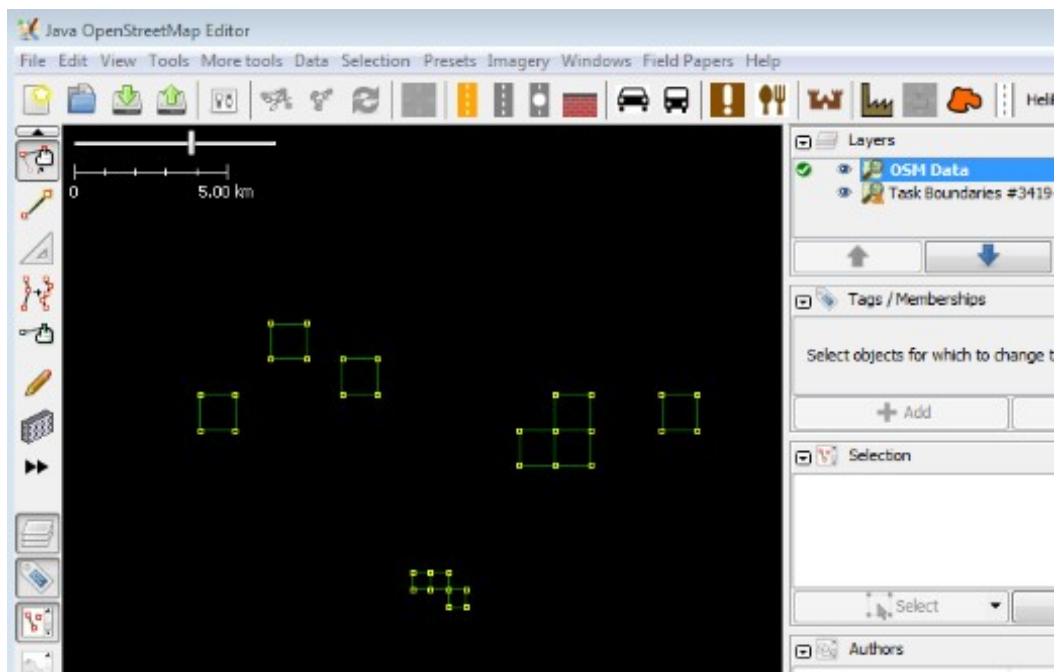 Java OpenStreetMap Editor
File Edit View Tools More tools Data Selection Presets Imagery Windows Field Papers Help
0 5.00 km
Layers
OSM Data
Task Boundaries #3419
Tags / Memberships
Select objects for which to change
Add
Selection
Select
Authors